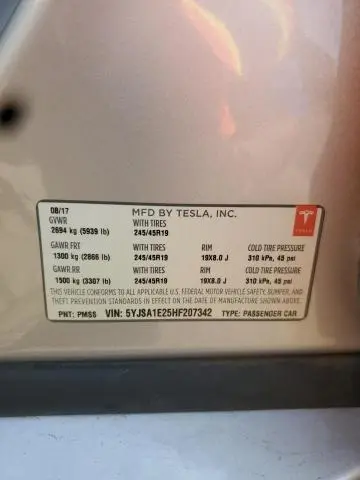 08/17 MFD BY TESLA, INC.
GVWR WITH TIRES
2694 kg (5939 lb) 245/45R19
GAWR FRT WITH TIRES RIM COLD TIRE PRESSURE
1300 kg (2866 lb) 245/45R19 19X8.0 J 310 kPa, 45 psi
GAWR RR WITH TIRES RIM COLD TIRE PRESSURE
1500 kg (3307 lb) 245/45R19 19X8.0 J 310 kPa, 45 psi
THIS VEHICLE CONFORMS TO ALL APPLICABLE U.S. FEDERAL MOTOR VEHICLE SAFETY, BUMPER, AND
THEFT PREVENTION STANDARDS IN EFFECT ON THE DATE OF MANUFACTURE SHOWN ABOVE.
PNT: PMSS VIN: 5YJSA1E25HF207342 TYPE: PASSENGER CAR
TESLA